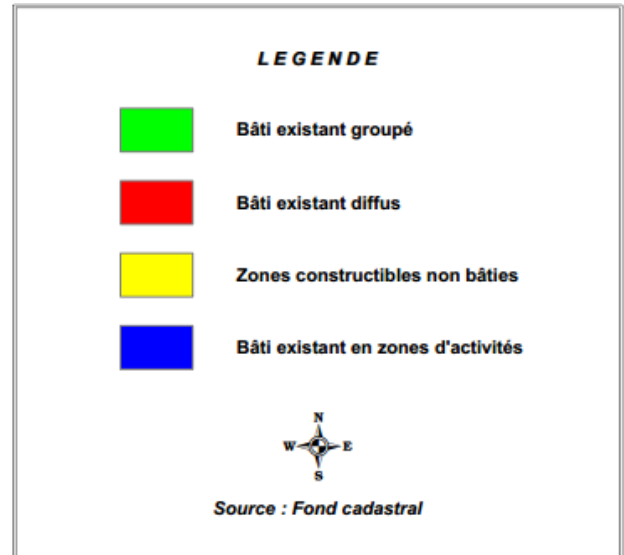 LEGENDE
Bâti existant groupé
Bâti existant diffus
Zones constructibles non bâties
Bâti existant en zones d'activités
N
W E
S
Source : Fond cadastral